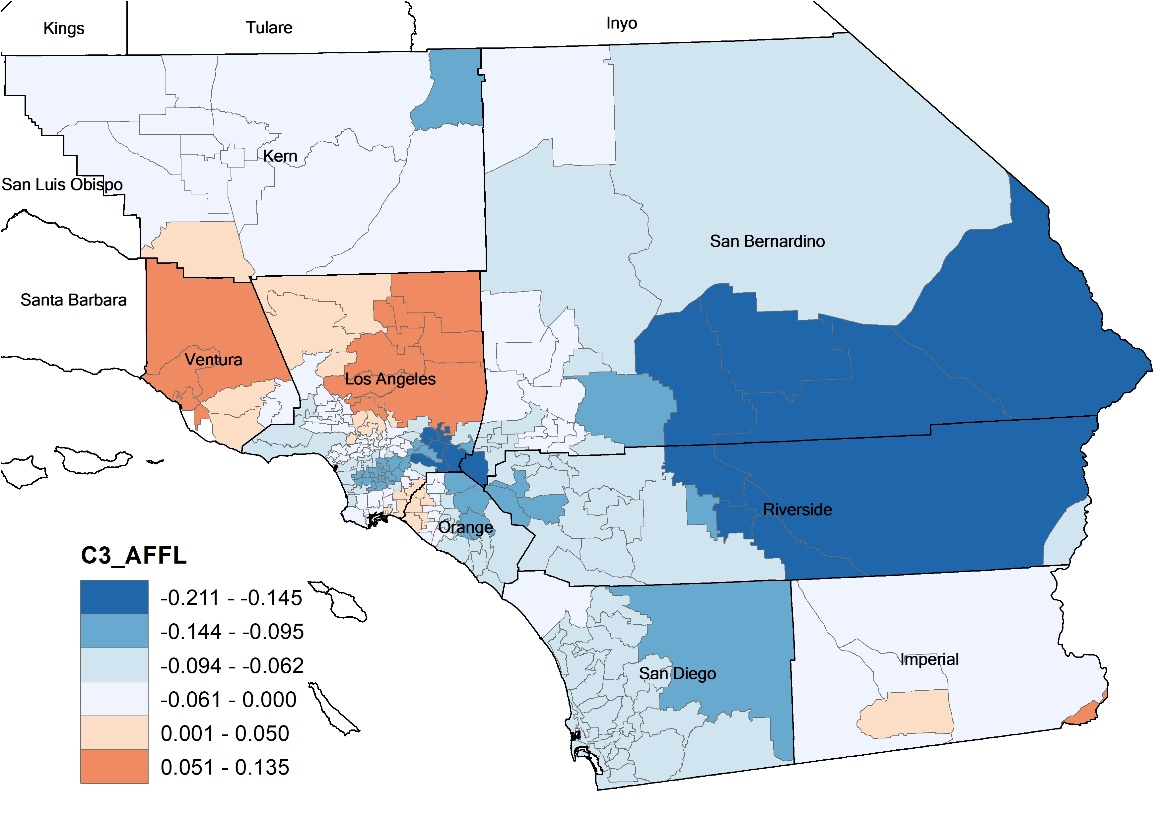 Kings
Tulare
Inyo
Kern
San Luis Obispo
San Bernardino
Santa Barbara
Ventura
Los Angeles
Riverside
Orange
C3_AFFL
-0.211 - -0.145
-0.144 - -0.095
-0.094 - -0.062
-0.061 - 0.000
0.001 - 0.050
0.051 - 0.135
San Diego
Imperial